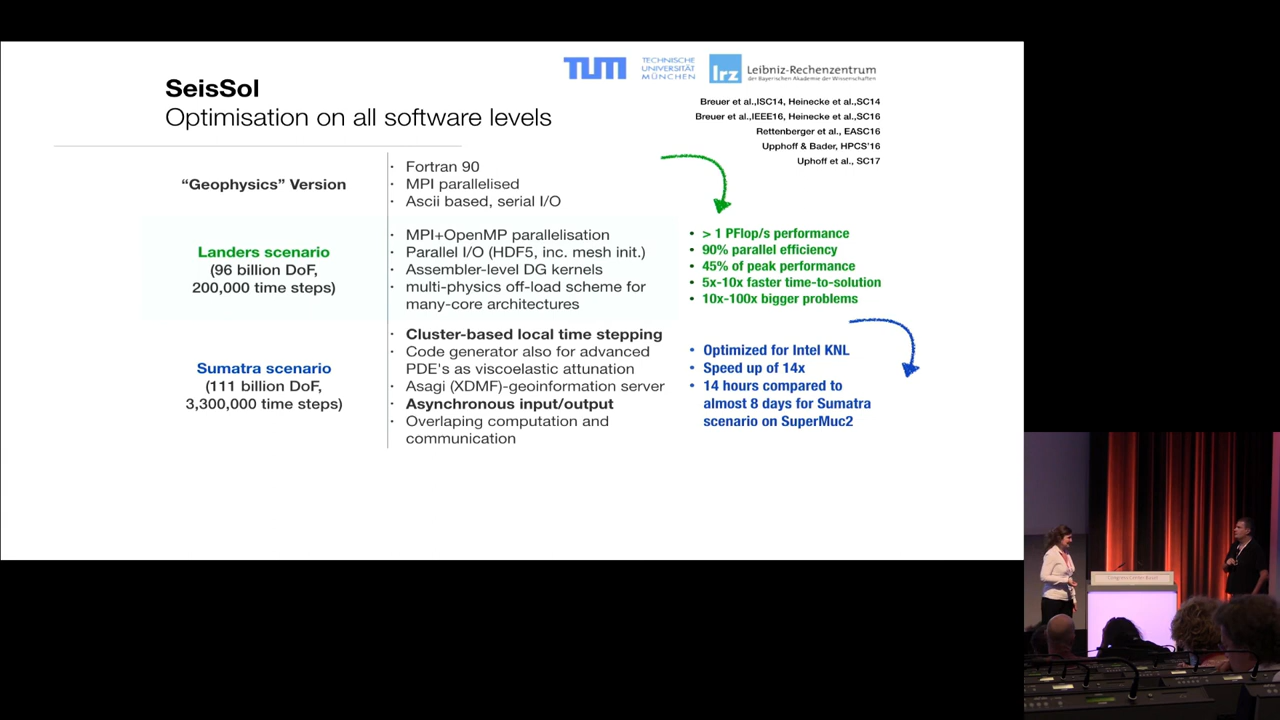 TUM
TECHNISCHE
UNIVERSITÄT
MÜNCHEN
lrz
Leibniz-Rechenzentrum
der Bayerischen Akademie der Wissenschaften
SeisSol
Optimisation on all software levels
Breuer et al.,ISC14, Heinecke et al.,SC14
Breuer et al.,IEEE16, Heinecke et al.,SC16
Rettenberger et al., EASC16
Upphoff & Bader, HPCS'16
Uphoff et al., SC17
“Geophysics” Version
· Fortran 90
· MPI parallelised
· Ascii based, serial I/O
Landers scenario
(96 billion DoF,
200,000 time steps)
· MPI+OpenMP parallelisation
· Parallel I/O (HDF5, inc. mesh init.)
· Assembler-level DG kernels
· multi-physics off-load scheme for
many-core architectures
• > 1 PFlop/s performance
• 90% parallel efficiency
• 45% of peak performance
• 5x-10x faster time-to-solution
• 10x-100x bigger problems
Sumatra scenario
(111 billion DoF,
3,300,000 time steps)
· Cluster-based local time stepping
· Code generator also for advanced
PDE's as viscoelastic attunation
· Asagi (XDMF)-geoinformation server
· Asynchronous input/output
· Overlaping computation and
communication
• Optimized for Intel KNL
• Speed up of 14x
• 14 hours compared to
almost 8 days for Sumatra
scenario on SuperMuc2
Congress Center Basel